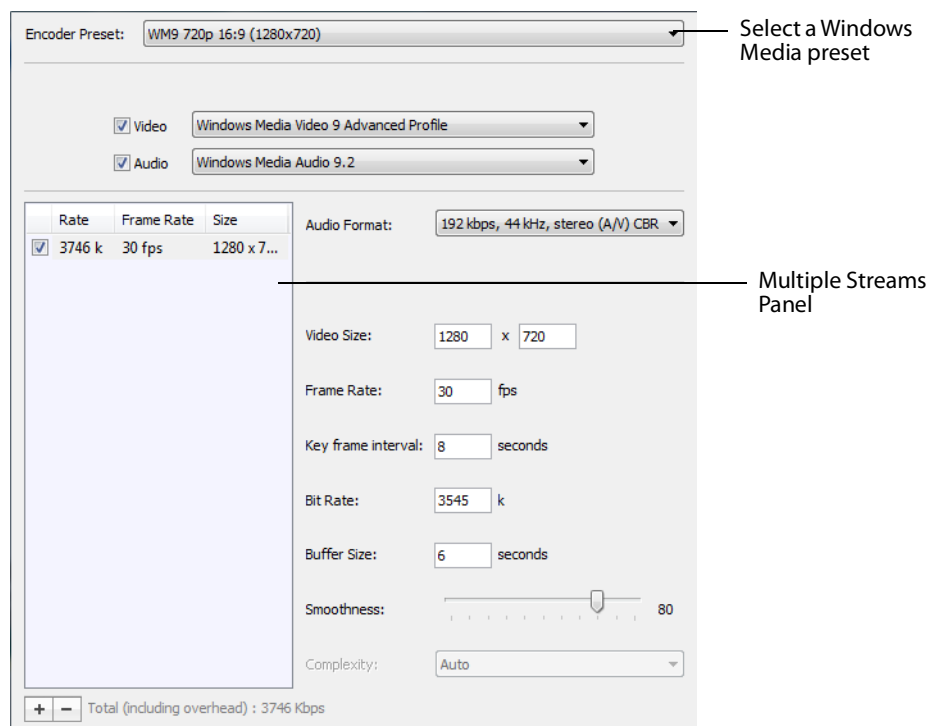 Encoder Preset: WM9 720p 16:9 (1280x720)
Select a Windows
Media preset
Video Windows Media Video 9 Advanced Profile
Audio Windows Media Audio 9.2
Rate Frame Rate Size
3746 k 30 fps 1280 x 7...
Audio Format: 192 kbps, 44 kHz, stereo (A/V) CBR
Multiple Streams
Panel
Video Size: 1280 x 720
Frame Rate: 30 fps
Key frame interval: 8 seconds
Bit Rate: 3545 k
Buffer Size: 6 seconds
Smoothness: 80
Complexity: Auto
+ − Total (including overhead) : 3746 Kbps